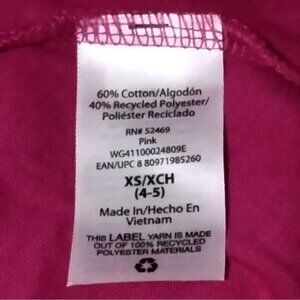 60% Cotton/Algodón
40% Recycled Polyester/
Poliéster Reciclado
RN# 52469
Pink
WG41100024809E
EAN/UPC 8 80971985260
XS/XCH
(4-5)
Made In/Hecho En
Vietnam
THIS LABEL YARN IS MADE
OUT OF 100% RECYCLED
POLYESTER MATERIALS